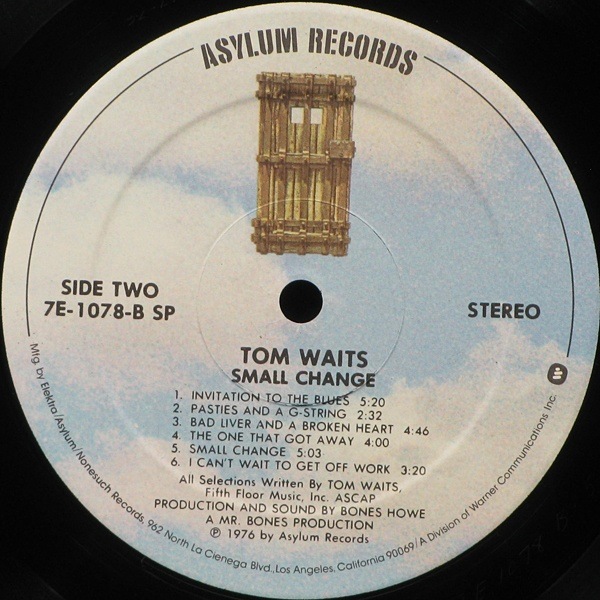 ASYLUM RECORDS
SIDE TWO
7E-1078-B SP
STEREO
TOM WAITS
SMALL CHANGE
1. INVITATION TO THE BLUES 5:20
2. PASTIES AND A G-STRING 2:32
3. BAD LIVER AND A BROKEN HEART 4:46
4. THE ONE THAT GOT AWAY 4:00
5. SMALL CHANGE 5:03
6. I CAN'T WAIT TO GET OFF WORK 3:20
All Selections Written By TOM WAITS,
Fifth Floor Music, Inc. ASCAP
PRODUCTION AND SOUND BY BONES HOWE
A MR. BONES PRODUCTION
℗ 1976 by Asylum Records
Mfg. by Elektra/Asylum/Nonesuch Records, 962 North La Cienega Blvd., Los Angeles, California 90069/A Division of Warner Communications Inc.